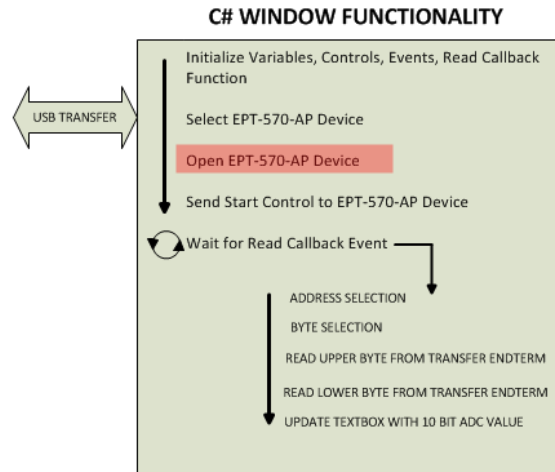 C# WINDOW FUNCTIONALITY
Initialize Variables, Controls, Events, Read Callback
Function
USB TRANSFER
Select EPT-570-AP Device
Open EPT-570-AP Device
Send Start Control to EPT-570-AP Device
Wait for Read Callback Event
ADDRESS SELECTION
BYTE SELECTION
READ UPPER BYTE FROM TRANSFER ENDTERM
READ LOWER BYTE FROM TRANSFER ENDTERM
UPDATE TEXTBOX WITH 10 BIT ADC VALUE